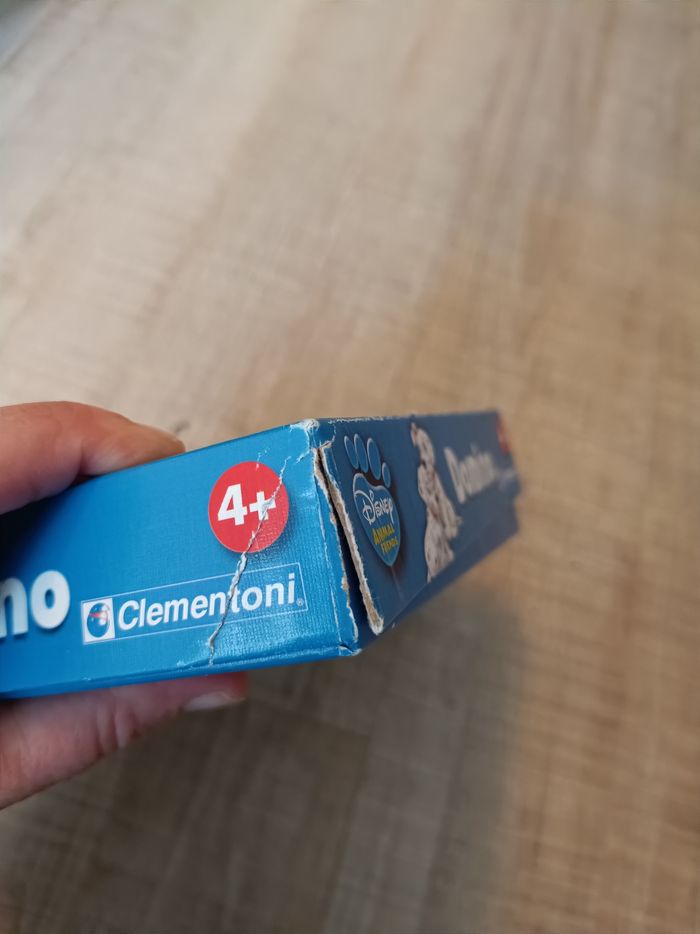 4+
no
Clementoni®
Disney
ANIMAL
FRIENDS
Domino